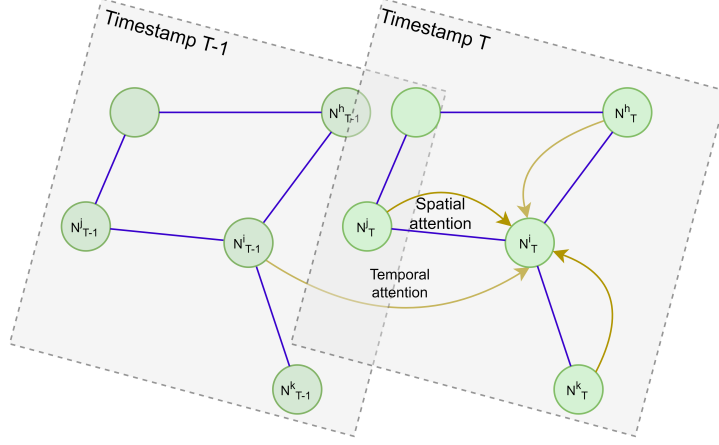 Timestamp T-1
Timestamp T
N^h_T-1
N^h_T
N^j_T-1
N^i_T-1
N^j_T
Spatial
attention
N^i_T
Temporal
attention
N^k_T-1
N^k_T